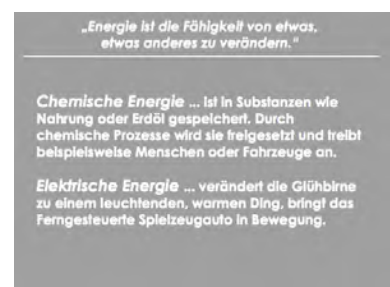 „Energie ist die Fähigkeit von etwas,
etwas anderes zu verändern.“
Chemische Energie ... ist in Substanzen wie
Nahrung oder Erdöl gespeichert. Durch
chemische Prozesse wird sie freigesetzt und treibt
beispielsweise Menschen oder Fahrzeuge an.
Elektrische Energie ... verändert die Glühbirne
zu einem leuchtenden, warmen Ding, bringt das
Ferngesteuerte Spielzeugauto in Bewegung.